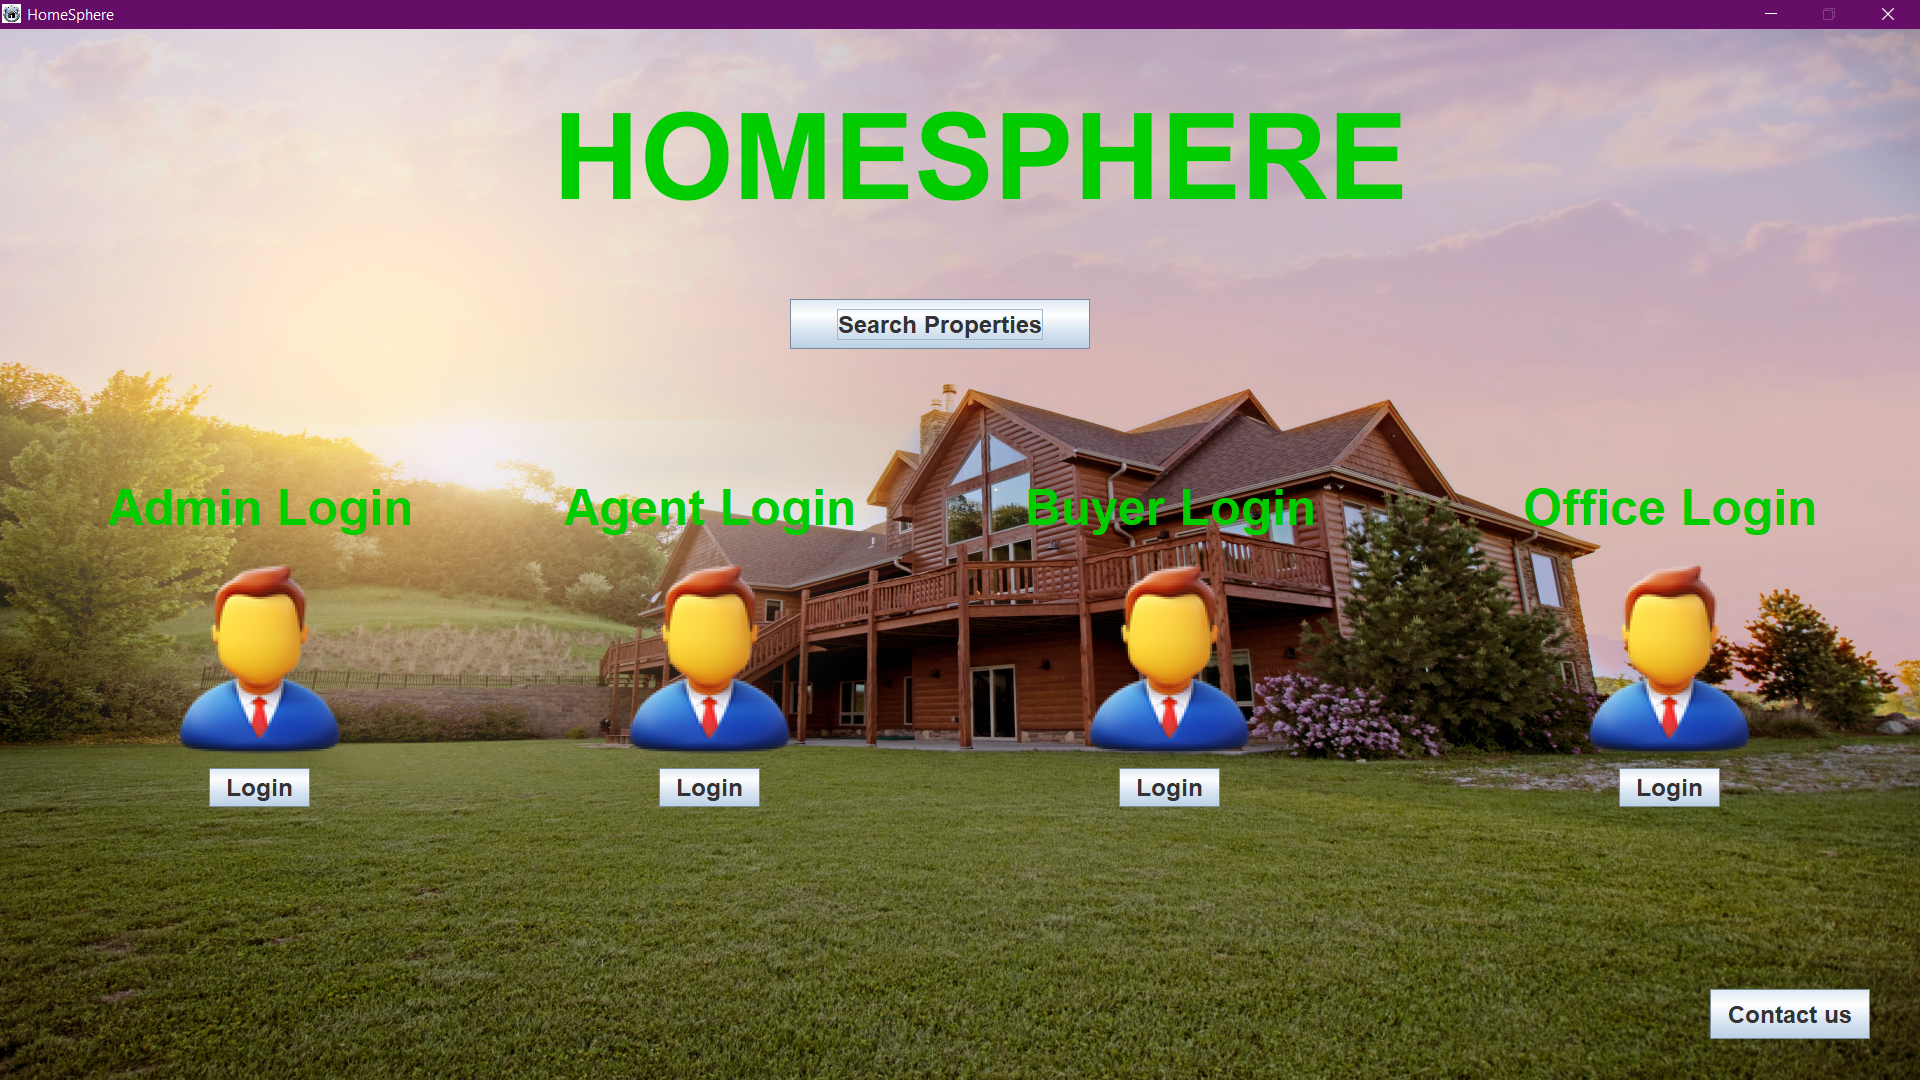 HomeSphere
HOMESPHERE
Search Properties
Admin Login
Agent Login
Buyer Login
Office Login
Login
Login
Login
Login
Contact us